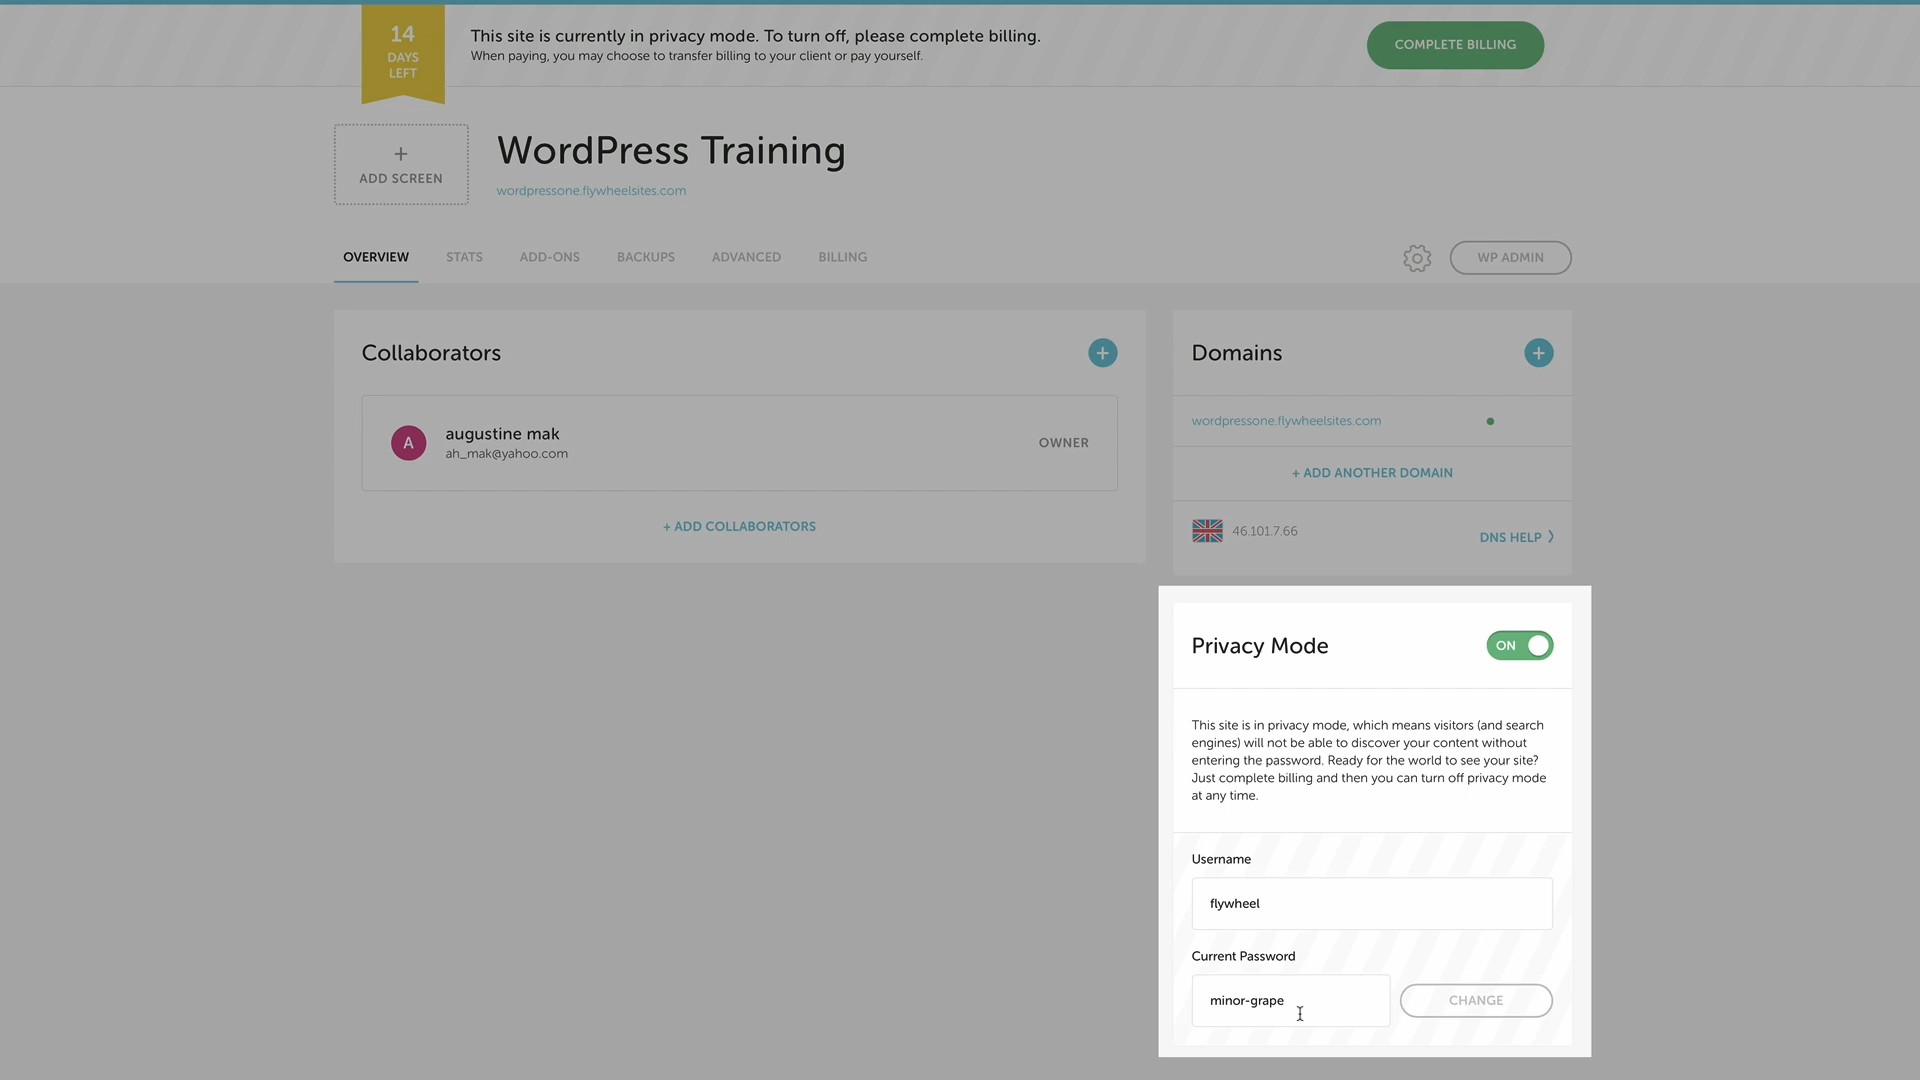 14
DAYS
LEFT
This site is currently in privacy mode. To turn off, please complete billing.
When paying, you may choose to transfer billing to your client or pay yourself.
COMPLETE BILLING
+
ADD SCREEN
WordPress Training
wordpressone.flywheelsites.com
OVERVIEW STATS ADD-ONS BACKUPS ADVANCED BILLING
WP ADMIN
Collaborators
+
A
augustine mak
ah_mak@yahoo.com
OWNER
+ ADD COLLABORATORS
Domains
+
wordpressone.flywheelsites.com
+ ADD ANOTHER DOMAIN
46.101.7.66
DNS HELP
Privacy Mode
ON
This site is in privacy mode, which means visitors (and search
engines) will not be able to discover your content without
entering the password. Ready for the world to see your site?
Just complete billing and then you can turn off privacy mode
at any time.
Username
flywheel
Current Password
minor-grape
CHANGE